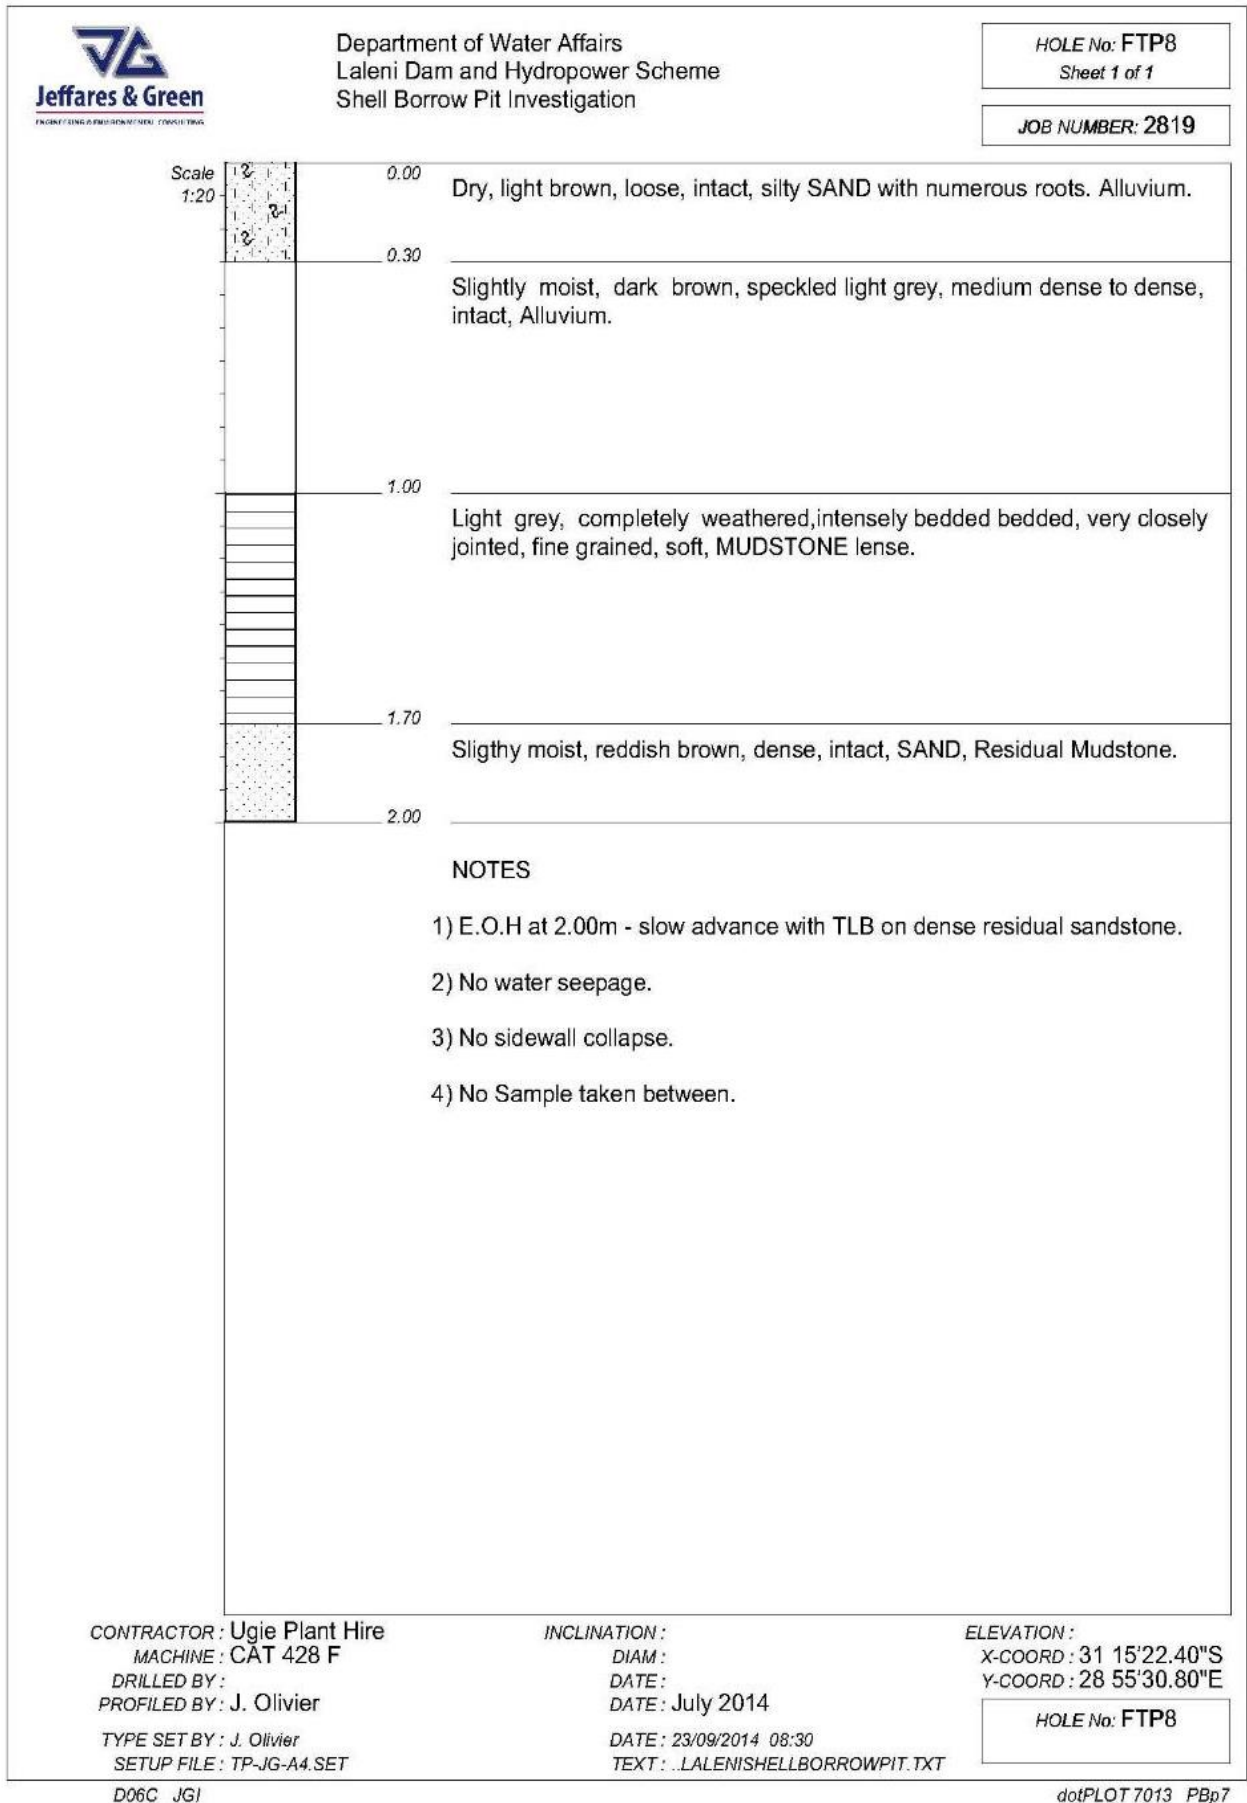 Jeffares & Green
ENGINEERING & ENVIRONMENTAL CONSULTING
Department of Water Affairs
Laleni Dam and Hydropower Scheme
Shell Borrow Pit Investigation
HOLE No: FTP8
Sheet 1 of 1
JOB NUMBER: 2819
Scale
1:20
0.00
Dry, light brown, loose, intact, silty SAND with numerous roots. Alluvium.
0.30
Slightly moist, dark brown, speckled light grey, medium dense to dense,
intact, Alluvium.
1.00
Light grey, completely weathered,intensely bedded bedded, very closely
jointed, fine grained, soft, MUDSTONE lense.
1.70
Sligthy moist, reddish brown, dense, intact, SAND, Residual Mudstone.
2.00
NOTES
1) E.O.H at 2.00m - slow advance with TLB on dense residual sandstone.
2) No water seepage.
3) No sidewall collapse.
4) No Sample taken between.
CONTRACTOR : Ugie Plant Hire
MACHINE : CAT 428 F
DRILLED BY :
PROFILED BY : J. Olivier
TYPE SET BY : J. Olivier
SETUP FILE : TP-JG-A4.SET
INCLINATION :
DIAM :
DATE :
DATE : July 2014
DATE : 23/09/2014 08:30
TEXT : ..LALENISHELLBORROWPIT.TXT
ELEVATION :
X-COORD : 31 15'22.40"S
Y-COORD : 28 55'30.80"E
HOLE No: FTP8
D06C JGI
dotPLOT 7013 PBp7